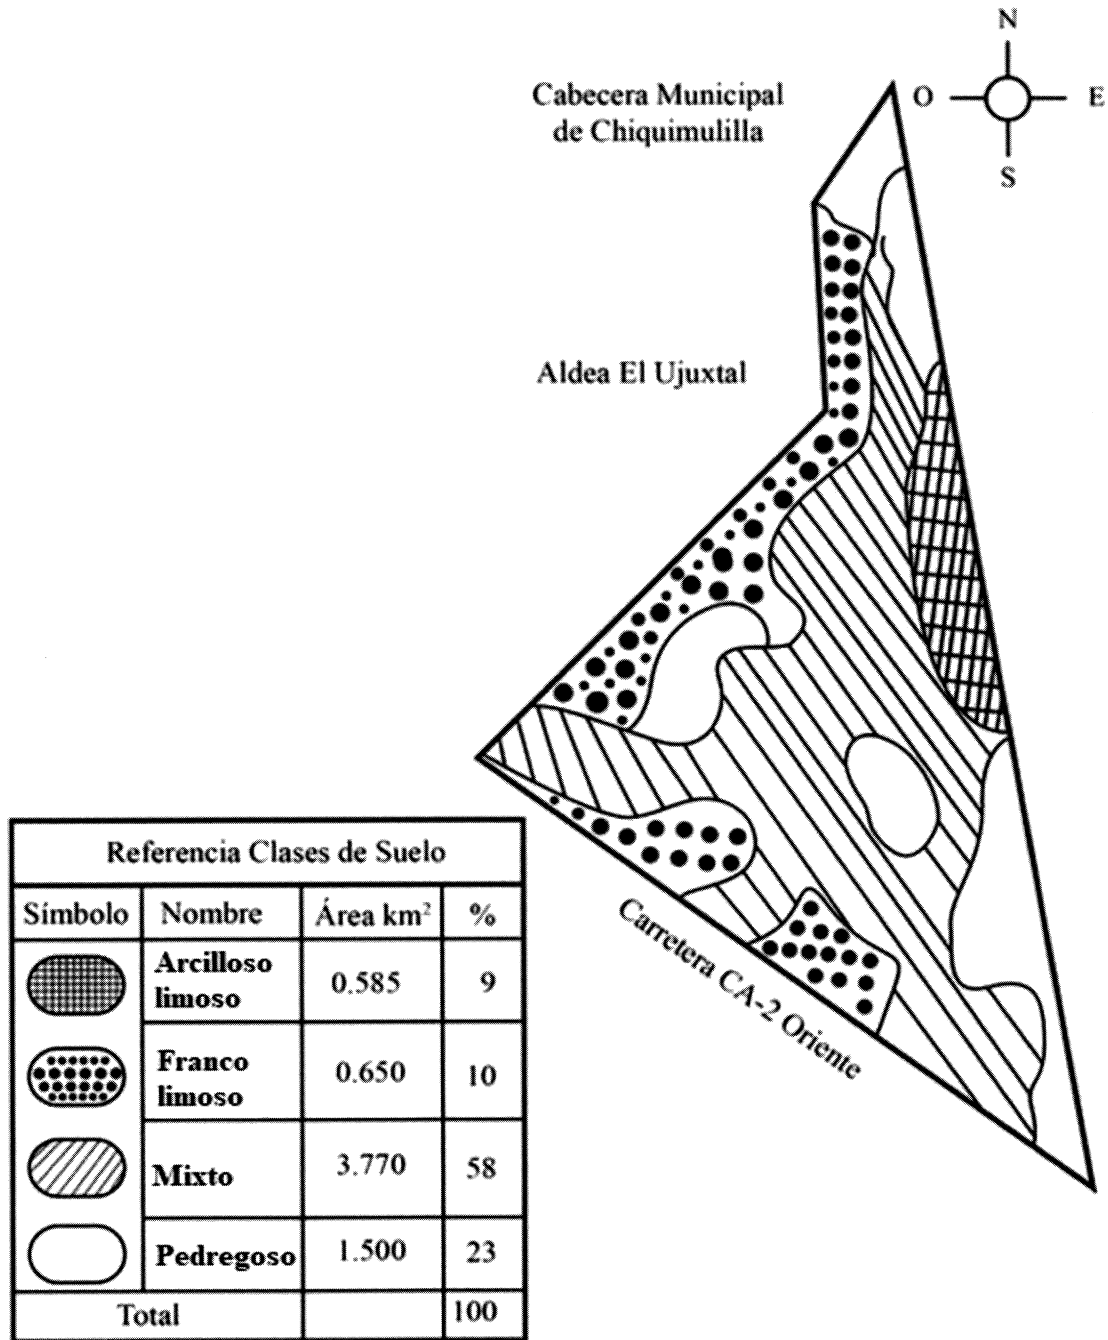 N
O
E
S
Cabecera Municipal
de Chiquimulilla
Aldea El Ujuxtal
Carretera CA-2 Oriente
Referencia Clases de Suelo
Símbolo Nombre Área km² %
Arcilloso
limoso 0.585 9
Franco
limoso 0.650 10
Mixto 3.770 58
Pedregoso 1.500 23
Total 100